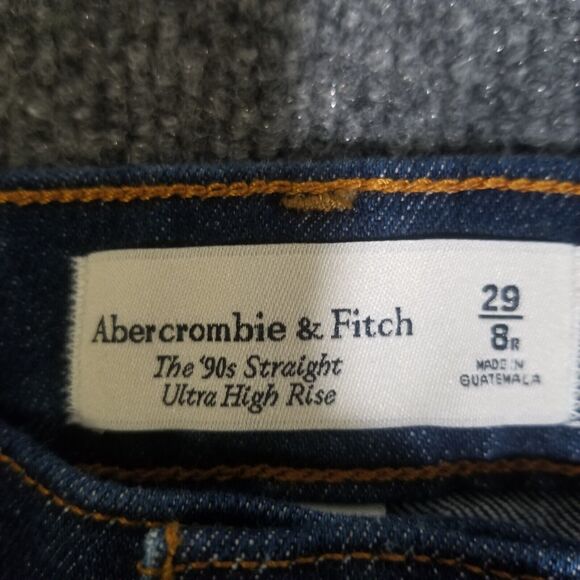 Abercrombie & Fitch
The '90s Straight
Ultra High Rise
29
8R
MADE IN
GUATEMALA